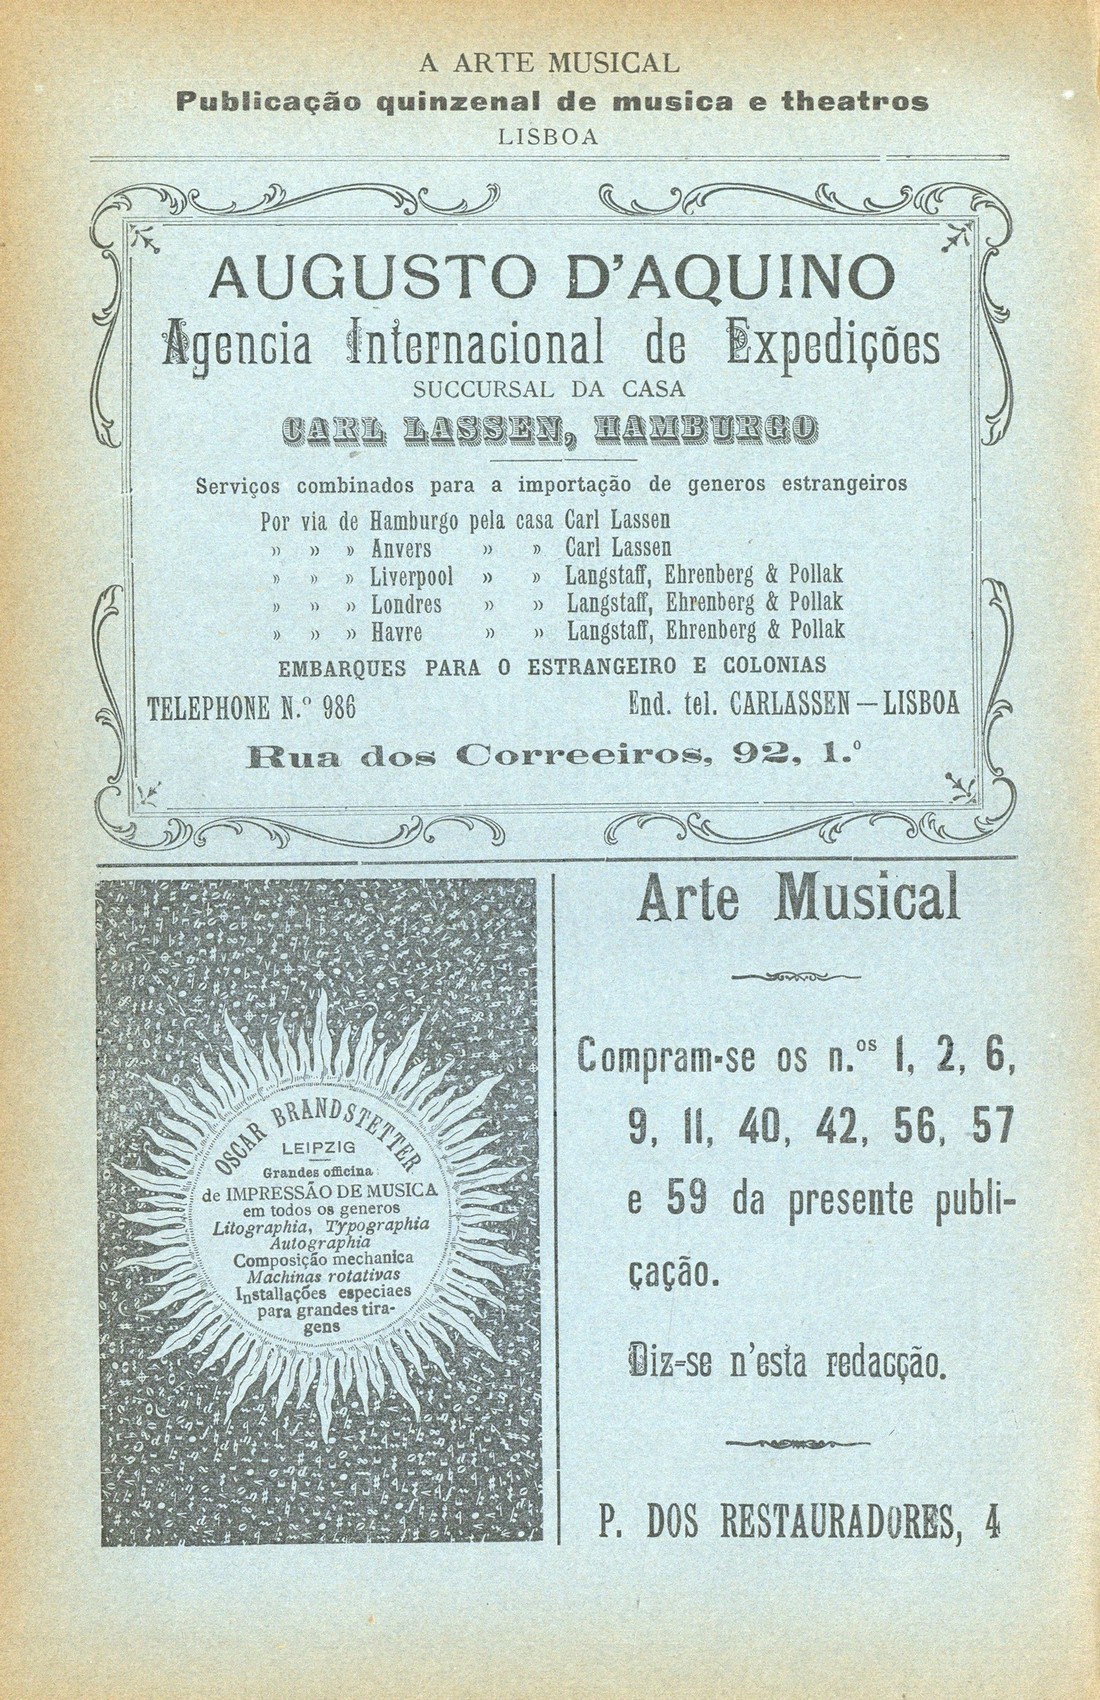 A ARTE MUSICAL
Publicação quinzenal de musica e theatros
LISBOA
AUGUSTO D'AQUINO
Agencia Internacional de Expedições
SUCCURSAL DA CASA
CARL LASSEN, HAMBURGO
Serviços combinados para a importação de generos estrangeiros
Por via de Hamburgo pela casa Carl Lassen
» » » Anvers » » Carl Lassen
» » » Liverpool » » Langstaff, Ehrenberg & Pollak
» » » Londres » » Langstaff, Ehrenberg & Pollak
» » » Havre » » Langstaff, Ehrenberg & Pollak
EMBARQUES PARA O ESTRANGEIRO E COLONIAS
TELEPHONE N.º 986 End. tel. CARLASSEN — LISBOA
Rua dos Correeiros, 92, 1.º
OSCAR BRANDSTETTER
LEIPZIG
Grandes officina
de IMPRESSÃO DE MUSICA
em todos os generos
Litographia, Typographia
Autographia
Composição mechanica
Machinas rotativas
Installações especiaes
para grandes tira-
gens
Arte Musical
Compram-se os n.ºs 1, 2, 6,
9, 11, 40, 42, 56, 57
e 59 da presente publi-
cação.
Diz-se n'esta redacção.
P. DOS RESTAURADORES, 4